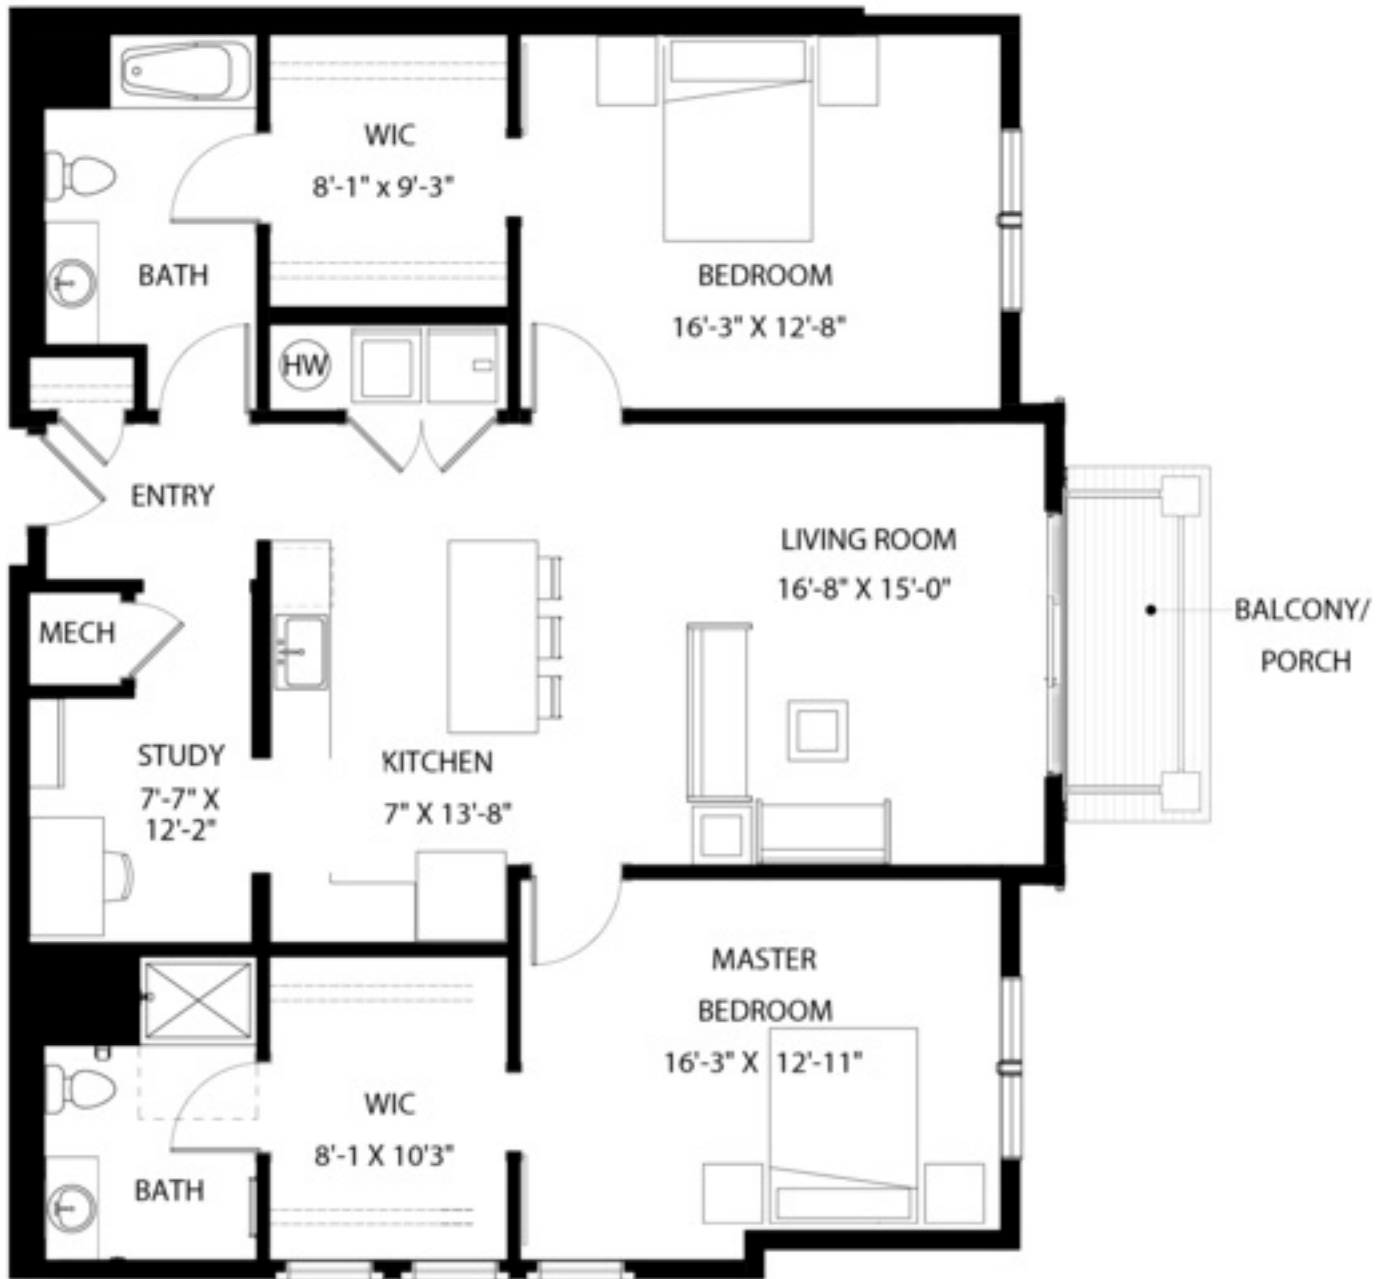 WIC
8'-1" x 9'-3"
BATH
BEDROOM
16'-3" X 12'-8"
HW
ENTRY
LIVING ROOM
16'-8" X 15'-0"
BALCONY/
PORCH
MECH
STUDY
7'-7" X
12'-2"
KITCHEN
7" X 13'-8"
MASTER
BEDROOM
16'-3" X 12'-11"
WIC
8'-1 X 10'3"
BATH